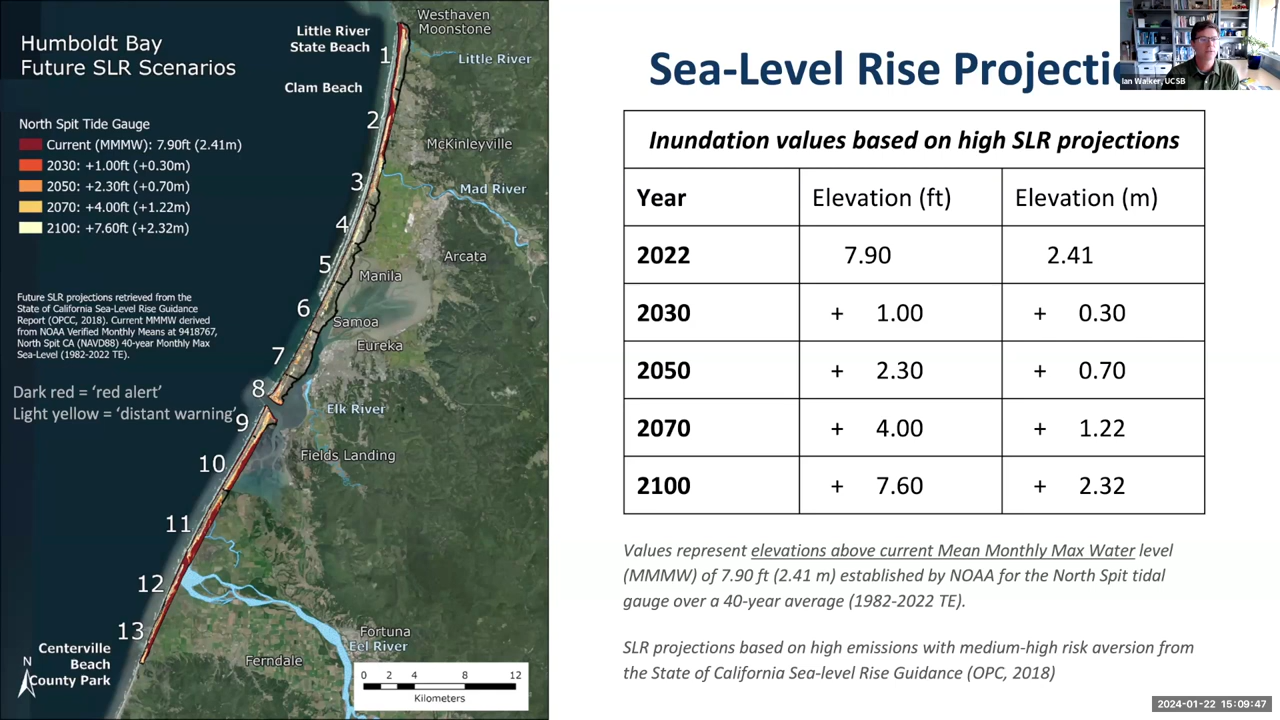 Humboldt Bay
Future SLR Scenarios
North Spit Tide Gauge
Current (MMMW): 7.90ft (2.41m)
2030: +1.00ft (+0.30m)
2050: +2.30ft (+0.70m)
2070: +4.00ft (+1.22m)
2100: +7.60ft (+2.32m)
Future SLR projections retrieved from the
State of California Sea-Level Rise Guidance
Report (OPCC, 2018). Current MMMW derived
from NOAA Verified Monthly Means at 9418767,
North Spit CA (NAVD88) 40-year Monthly Max
Sea-Level (1982-2022 TE).
Dark red = ‘red alert’
Light yellow = ‘distant warning’
Westhaven
Moonstone
Little River
State Beach
1
Little River
Clam Beach
2
McKinleyville
3
Mad River
4
Arcata
5
Manila
6
Samoa
Eureka
7
8
Elk River
9
Fields Landing
10
11
12
13
Fortuna
Eel River
Centerville
Beach
County Park
Ferndale
N
0 2 4 8 12
Kilometers
Sea-Level Rise Projectio
Ian Walker, UCSB
Inundation values based on high SLR projections
Year Elevation (ft) Elevation (m)
2022 7.90 2.41
2030 + 1.00 + 0.30
2050 + 2.30 + 0.70
2070 + 4.00 + 1.22
2100 + 7.60 + 2.32
Values represent elevations above current Mean Monthly Max Water level
(MMMW) of 7.90 ft (2.41 m) established by NOAA for the North Spit tidal
gauge over a 40-year average (1982-2022 TE).
SLR projections based on high emissions with medium-high risk aversion from
the State of California Sea-level Rise Guidance (OPC, 2018)
2024-01-22 15:09:47